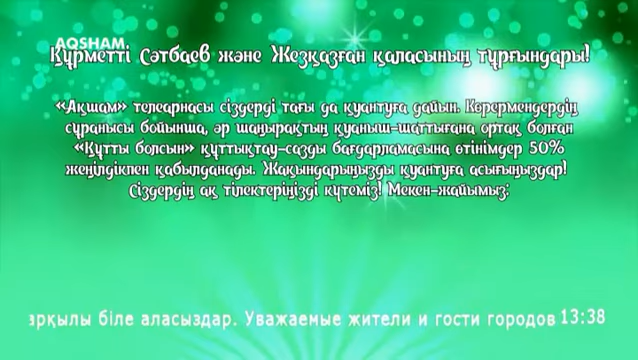 AQSHAM
Құрметті Сәтбаев және Жезқазған қаласының тұрғындары!
«Ақшам» телеарнасы сіздерді тағы да қуантуға дайын. Көрермендердің
сұранысы бойынша, әр шаңырақтың қуаныш-шаттығына ортақ болған
«Құтты болсын» құттықтау-сазды бағдарламасына өтінімдер 50%
жеңілдікпен қабылданады. Жақындарыңызды қуантуға асығыңыздар!
Сіздердің ақ тілектеріңізді күтеміз! Мекен-жайымыз:
арқылы біле аласыздар. Уважаемые жители и гости городов 13:38